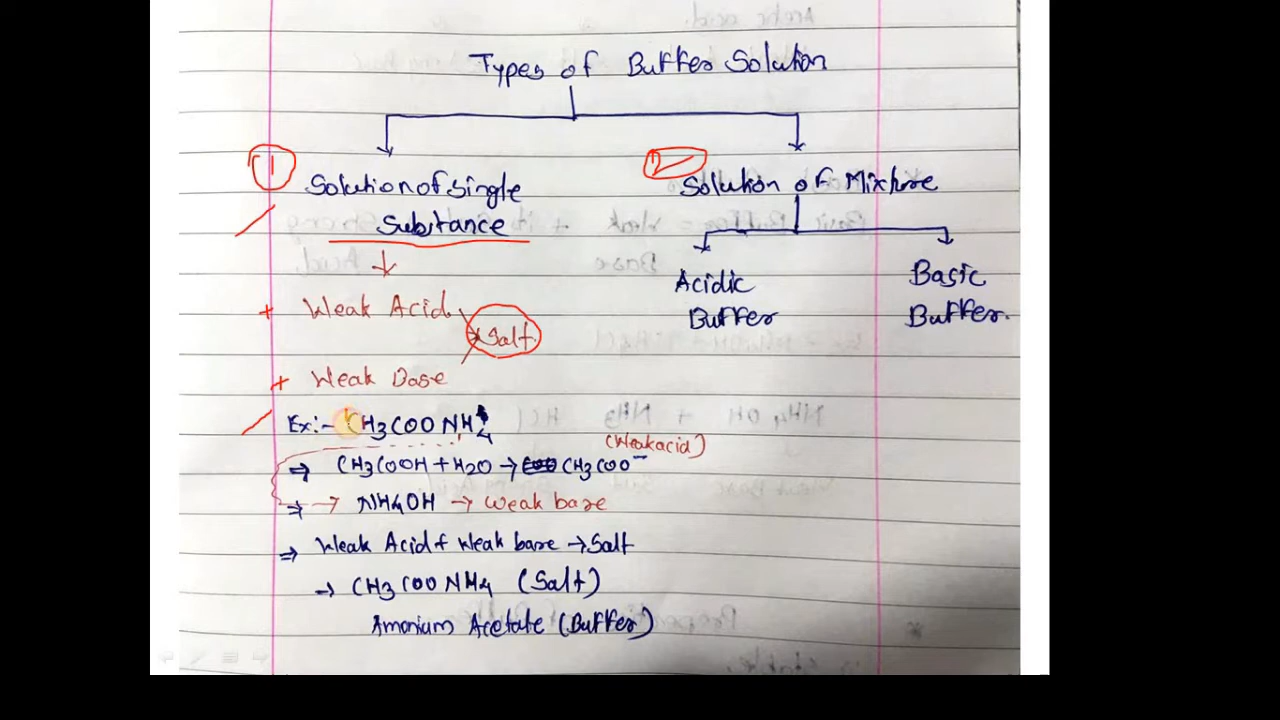 Types of Buffer Solution
1
Solution of Single
Substance
2
Solution of Mixture
Acidic
Buffer
Basic
Buffer.
+ Weak Acid
Salt.
+ Weak Base
Ex:- CH3COONH4
(Weak acid)
⇒ CH3COOH + H2O → CH3COO⁻
⇒ → NH4OH → Weak base
⇒ Weak Acid + Weak base → Salt
→ CH3COONH4 (Salt)
Amonium Acetate (Buffer)